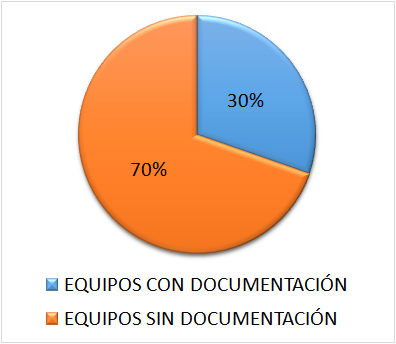 30%
70%
EQUIPOS CON DOCUMENTACIÓN
EQUIPOS SIN DOCUMENTACIÓN